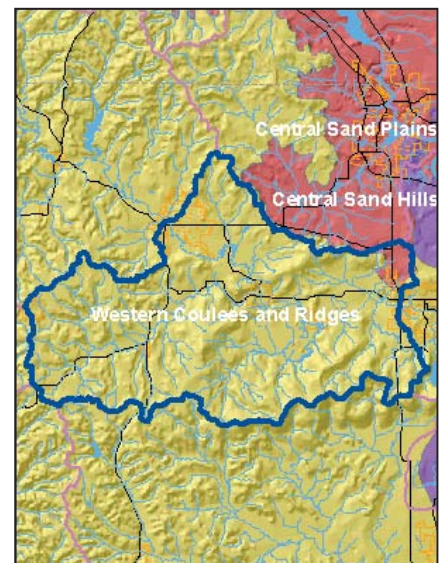 Central Sand Plains
Central Sand Hills
Western Coulees and Ridges